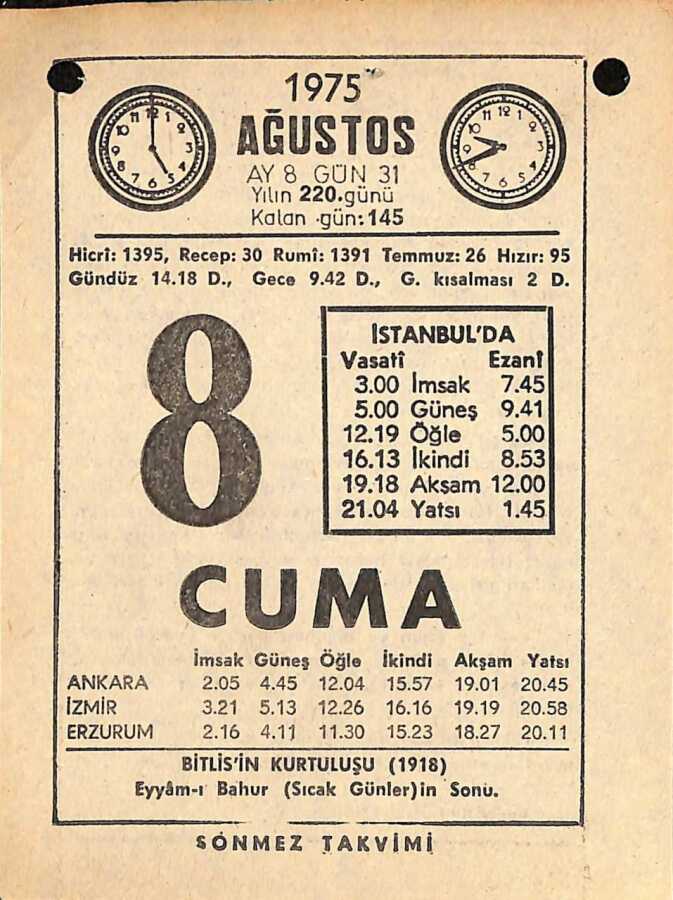 1975
AĞUSTOS
AY 8 GÜN 31
Yılın 220.günü
Kalan gün:145
Hicrî: 1395, Recep: 30 Rumî: 1391 Temmuz: 26 Hızır: 95
Gündüz 14.18 D., Gece 9.42 D., G. kısalması 2 D.
8
İSTANBUL'DA
Vasatî Ezanî
3.00 İmsak 7.45
5.00 Güneş 9.41
12.19 Öğle 5.00
16.13 İkindi 8.53
19.18 Akşam 12.00
21.04 Yatsı 1.45
CUMA
İmsak Güneş Öğle İkindi Akşam Yatsı
ANKARA 2.05 4.45 12.04 15.57 19.01 20.45
İZMİR 3.21 5.13 12.26 16.16 19.19 20.58
ERZURUM 2.16 4.11 11.30 15.23 18.27 20.11
BİTLİS'İN KURTULUŞU (1918)
Eyyâm-ı Bahur (Sıcak Günler)in Sonu.
SÖNMEZ TAKVİMİ